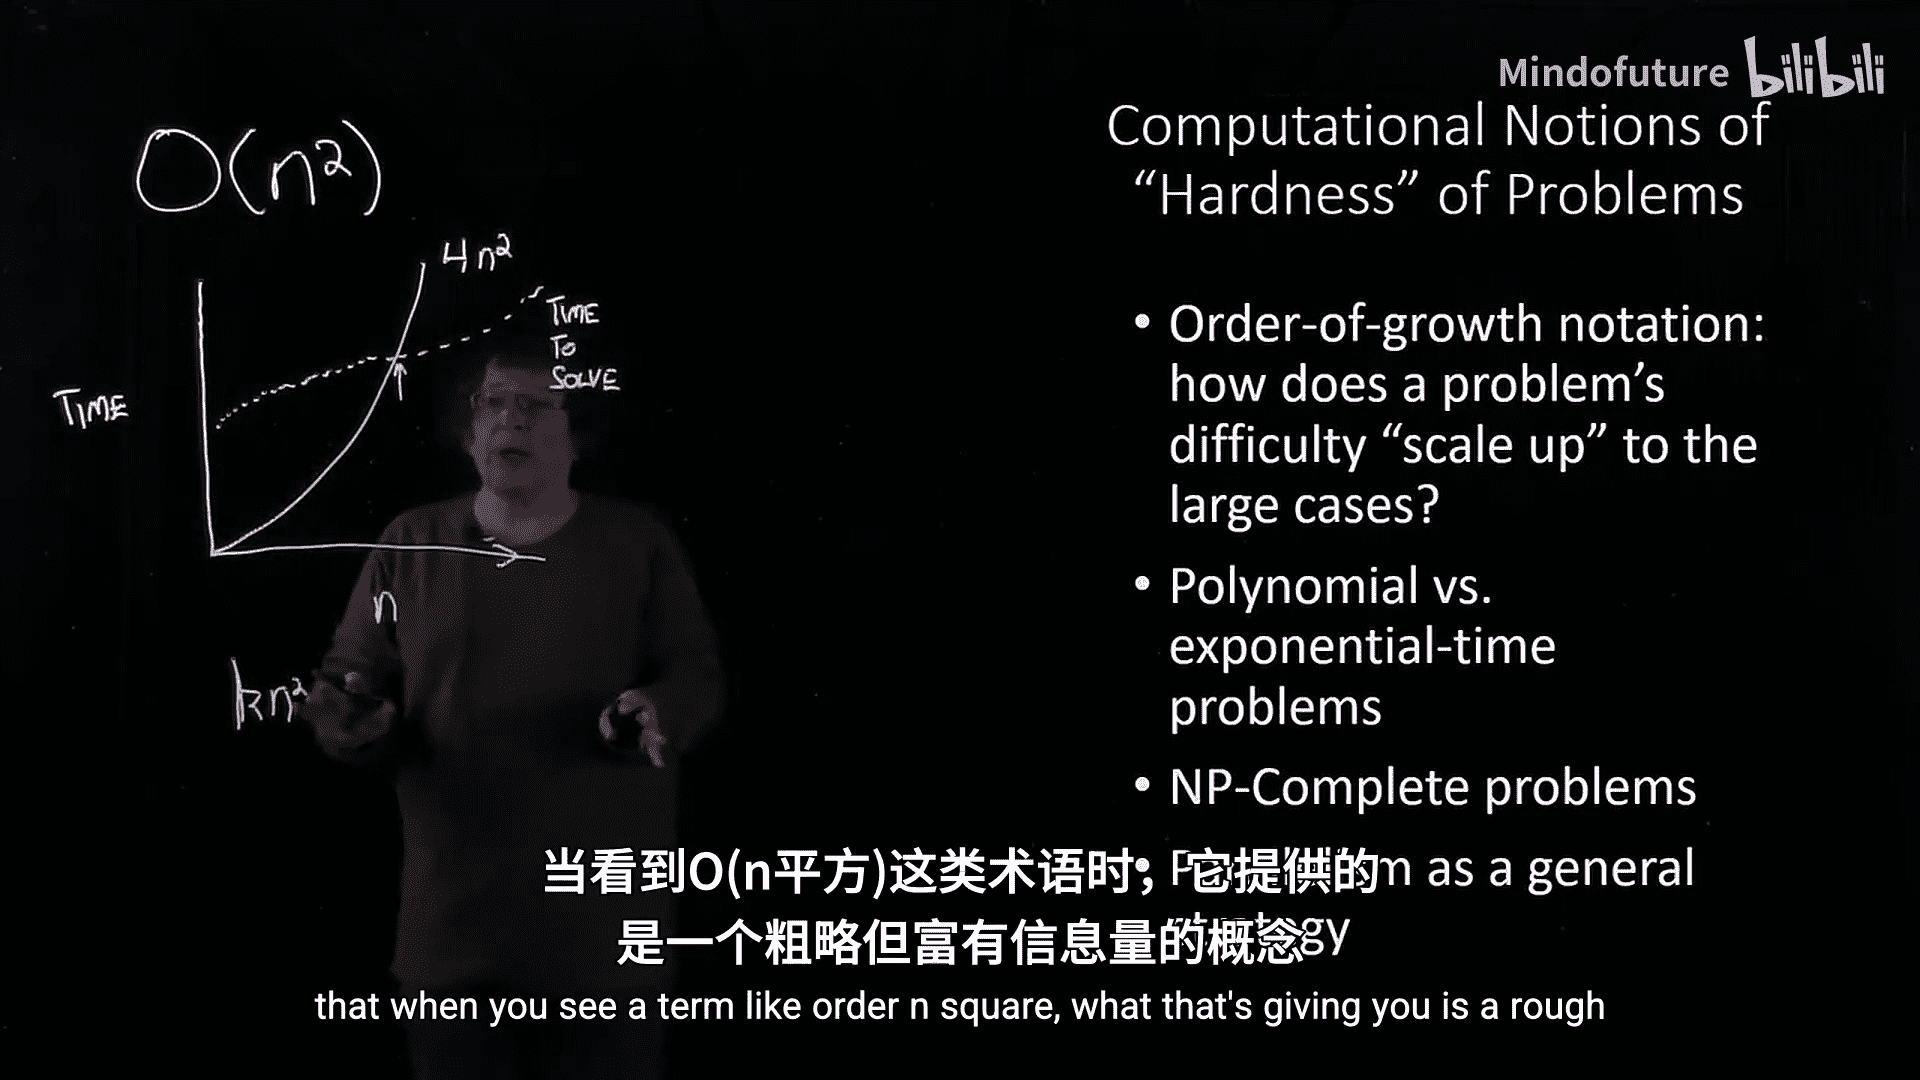 Mindofuture bilibili
Computational Notions of
“Hardness” of Problems
O(n²)
4n²
TIME
TO
SOLVE
TIME
n
kn²
• Order-of-growth notation:
how does a problem’s
difficulty “scale up” to the
large cases?
• Polynomial vs.
exponential-time
problems
• NP-Complete problems
as a general
当看到O(n平方)这类术语时，它提供的
是一个粗略但富有信息量的概念
that when you see a term like order n square, what that's giving you is a rough